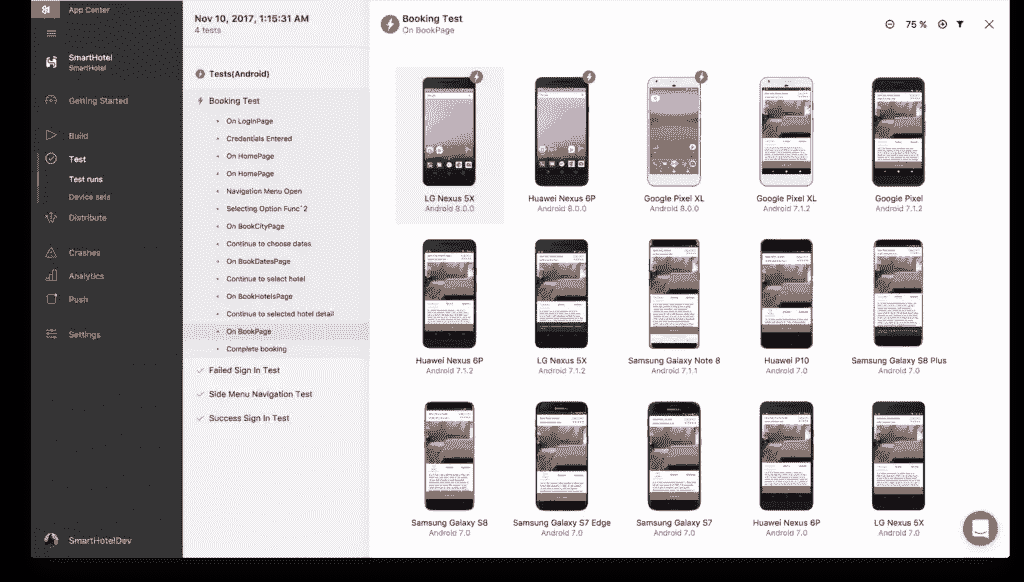 App Center
SmartHotel
SmartHotel
Getting Started
Build
Test
Test runs
Device sets
Distribute
Crashes
Analytics
Push
Settings
SmartHotelDev
Nov 10, 2017, 1:15:31 AM
4 tests
Tests(Android)
Booking Test
On LoginPage
Credentials Entered
On HomePage
On HomePage
Navigation Menu Open
Selecting Option Func`2
On BookCityPage
Continue to choose dates
On BookDatesPage
Continue to select hotel
On BookHotelsPage
Continue to selected hotel detail
On BookPage
Complete booking
Failed Sign In Test
Side Menu Navigation Test
Success Sign In Test
Booking Test
On BookPage
75 %
LG Nexus 5X
Android 8.0.0
Huawei Nexus 6P
Android 8.0.0
Google Pixel XL
Android 8.0.0
Google Pixel XL
Android 7.1.2
Google Pixel
Android 7.1.2
Huawei Nexus 6P
Android 7.1.2
LG Nexus 5X
Android 7.1.2
Samsung Galaxy Note 8
Android 7.1.1
Huawei P10
Android 7.0
Samsung Galaxy S8 Plus
Android 7.0
Samsung Galaxy S8
Android 7.0
Samsung Galaxy S7 Edge
Android 7.0
Samsung Galaxy S7
Android 7.0
Huawei Nexus 6P
Android 7.0
LG Nexus 5X
Android 7.0